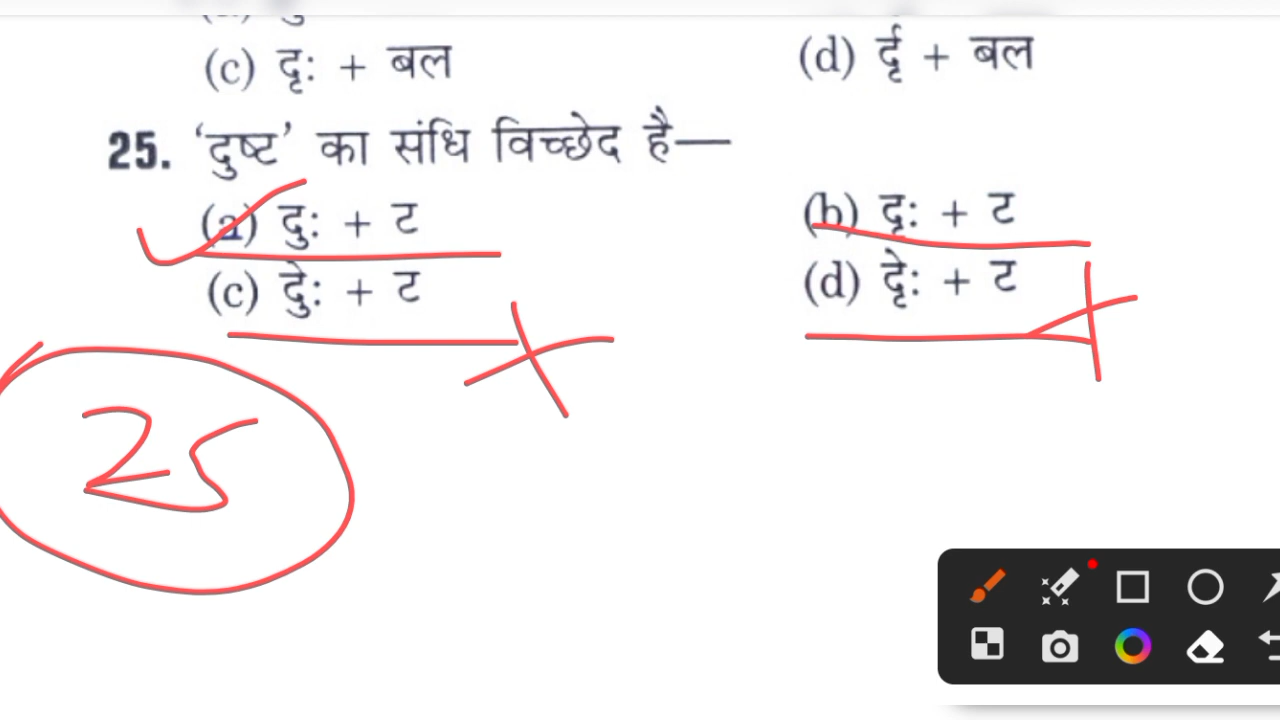 (c) दृः + बल
(d) र्दृ + बल
25. ‘दुष्ट’ का संधि विच्छेद है—
(a) दुः + ट
(b) दृः + ट
(c) दुेः + ट
(d) दृेः + ट
25